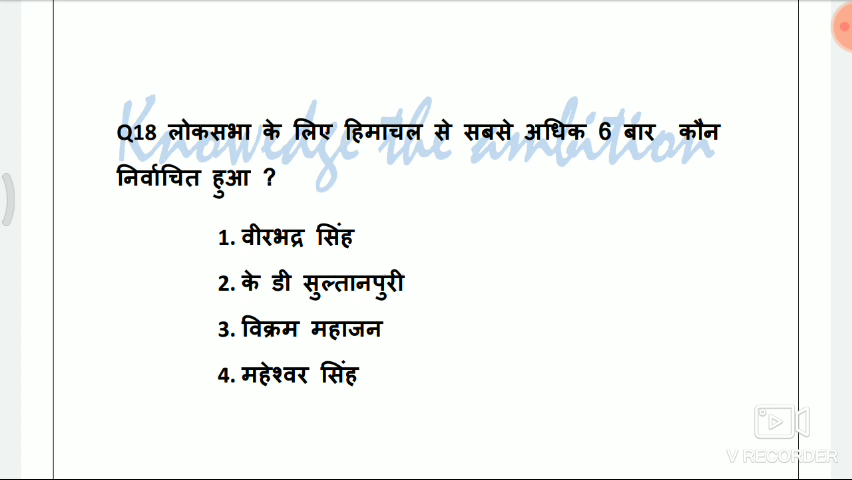 Knowedge the ambition
Q18 लोकसभा के लिए हिमाचल से सबसे अधिक 6 बार कौन
निर्वाचित हुआ ?
1. वीरभद्र सिंह
2. के डी सुल्तानपुरी
3. विक्रम महाजन
4. महेश्वर सिंह
V RECORDER